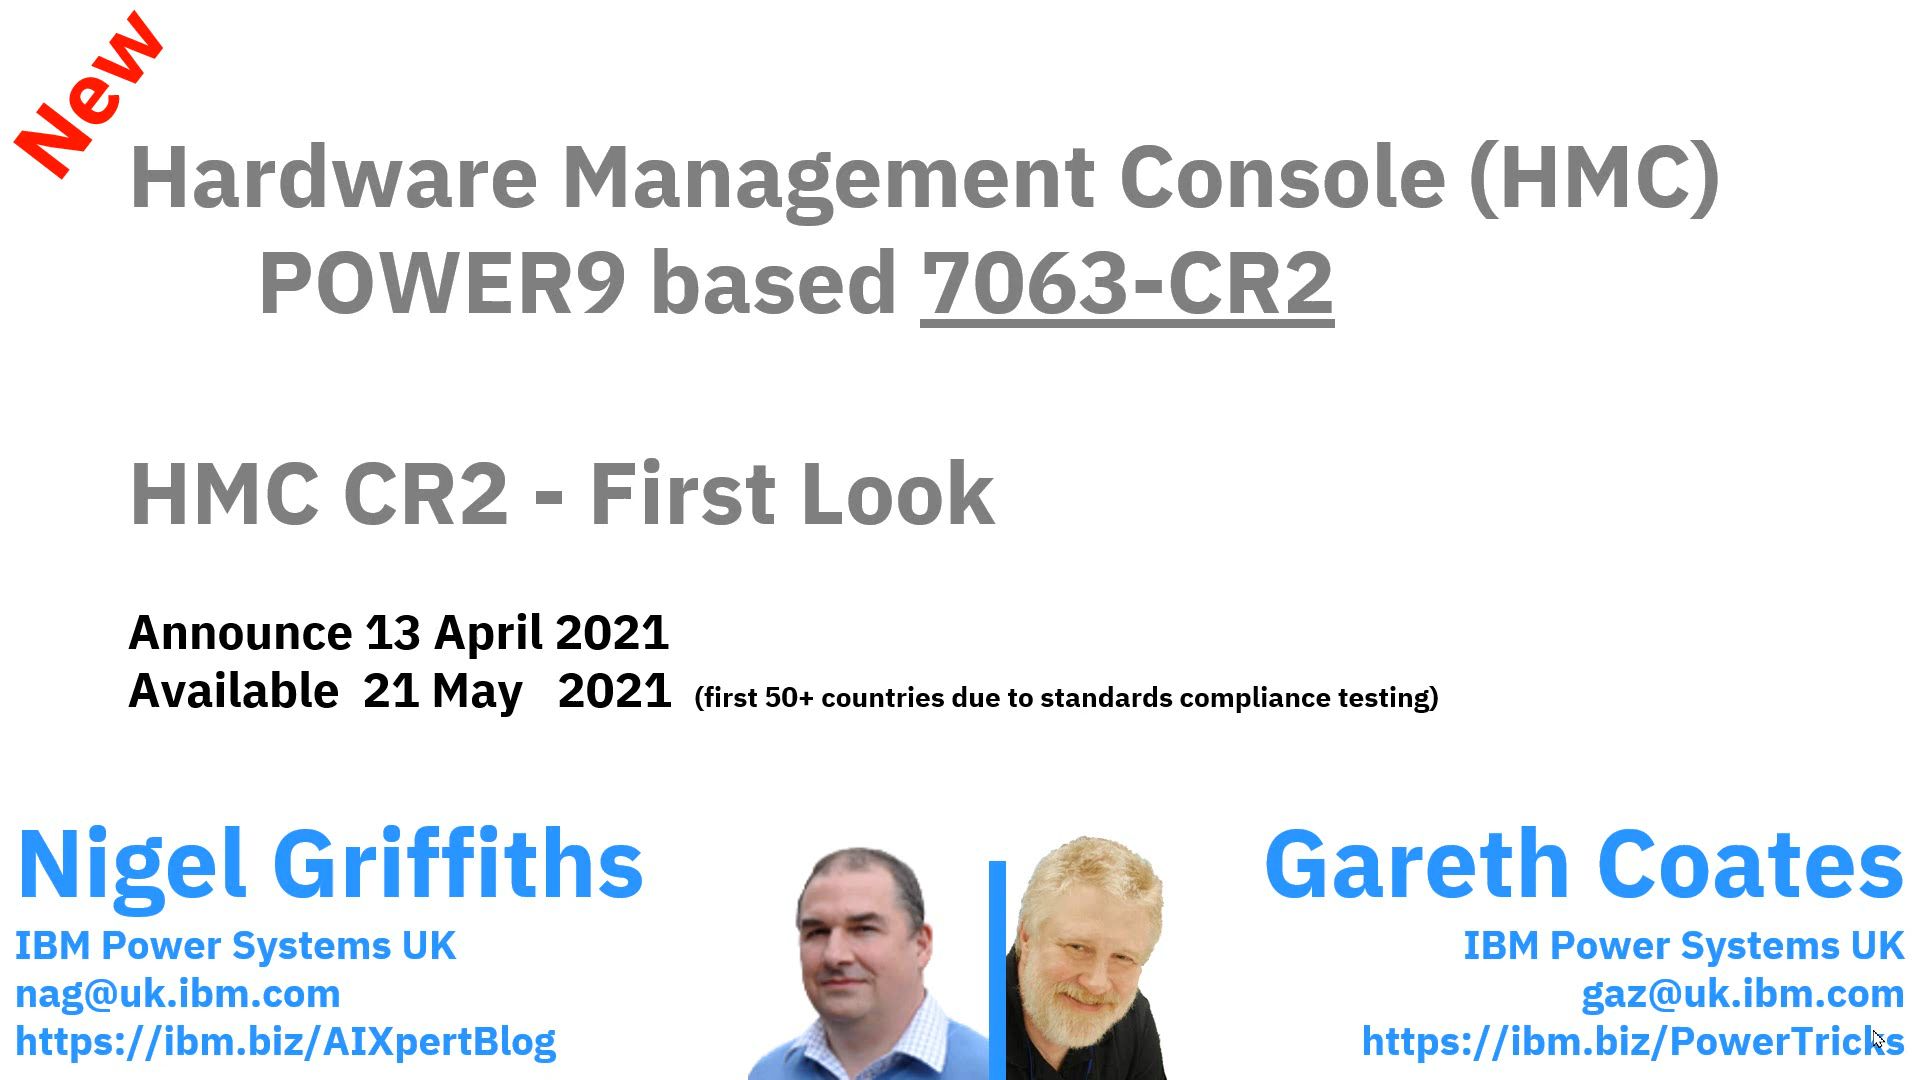 New
Hardware Management Console (HMC)
POWER9 based 7063-CR2
HMC CR2 - First Look
Announce 13 April 2021
Available 21 May 2021 (first 50+ countries due to standards compliance testing)
Nigel Griffiths
IBM Power Systems UK
nag@uk.ibm.com
https://ibm.biz/AIXpertBlog
Gareth Coates
IBM Power Systems UK
gaz@uk.ibm.com
https://ibm.biz/PowerTricks